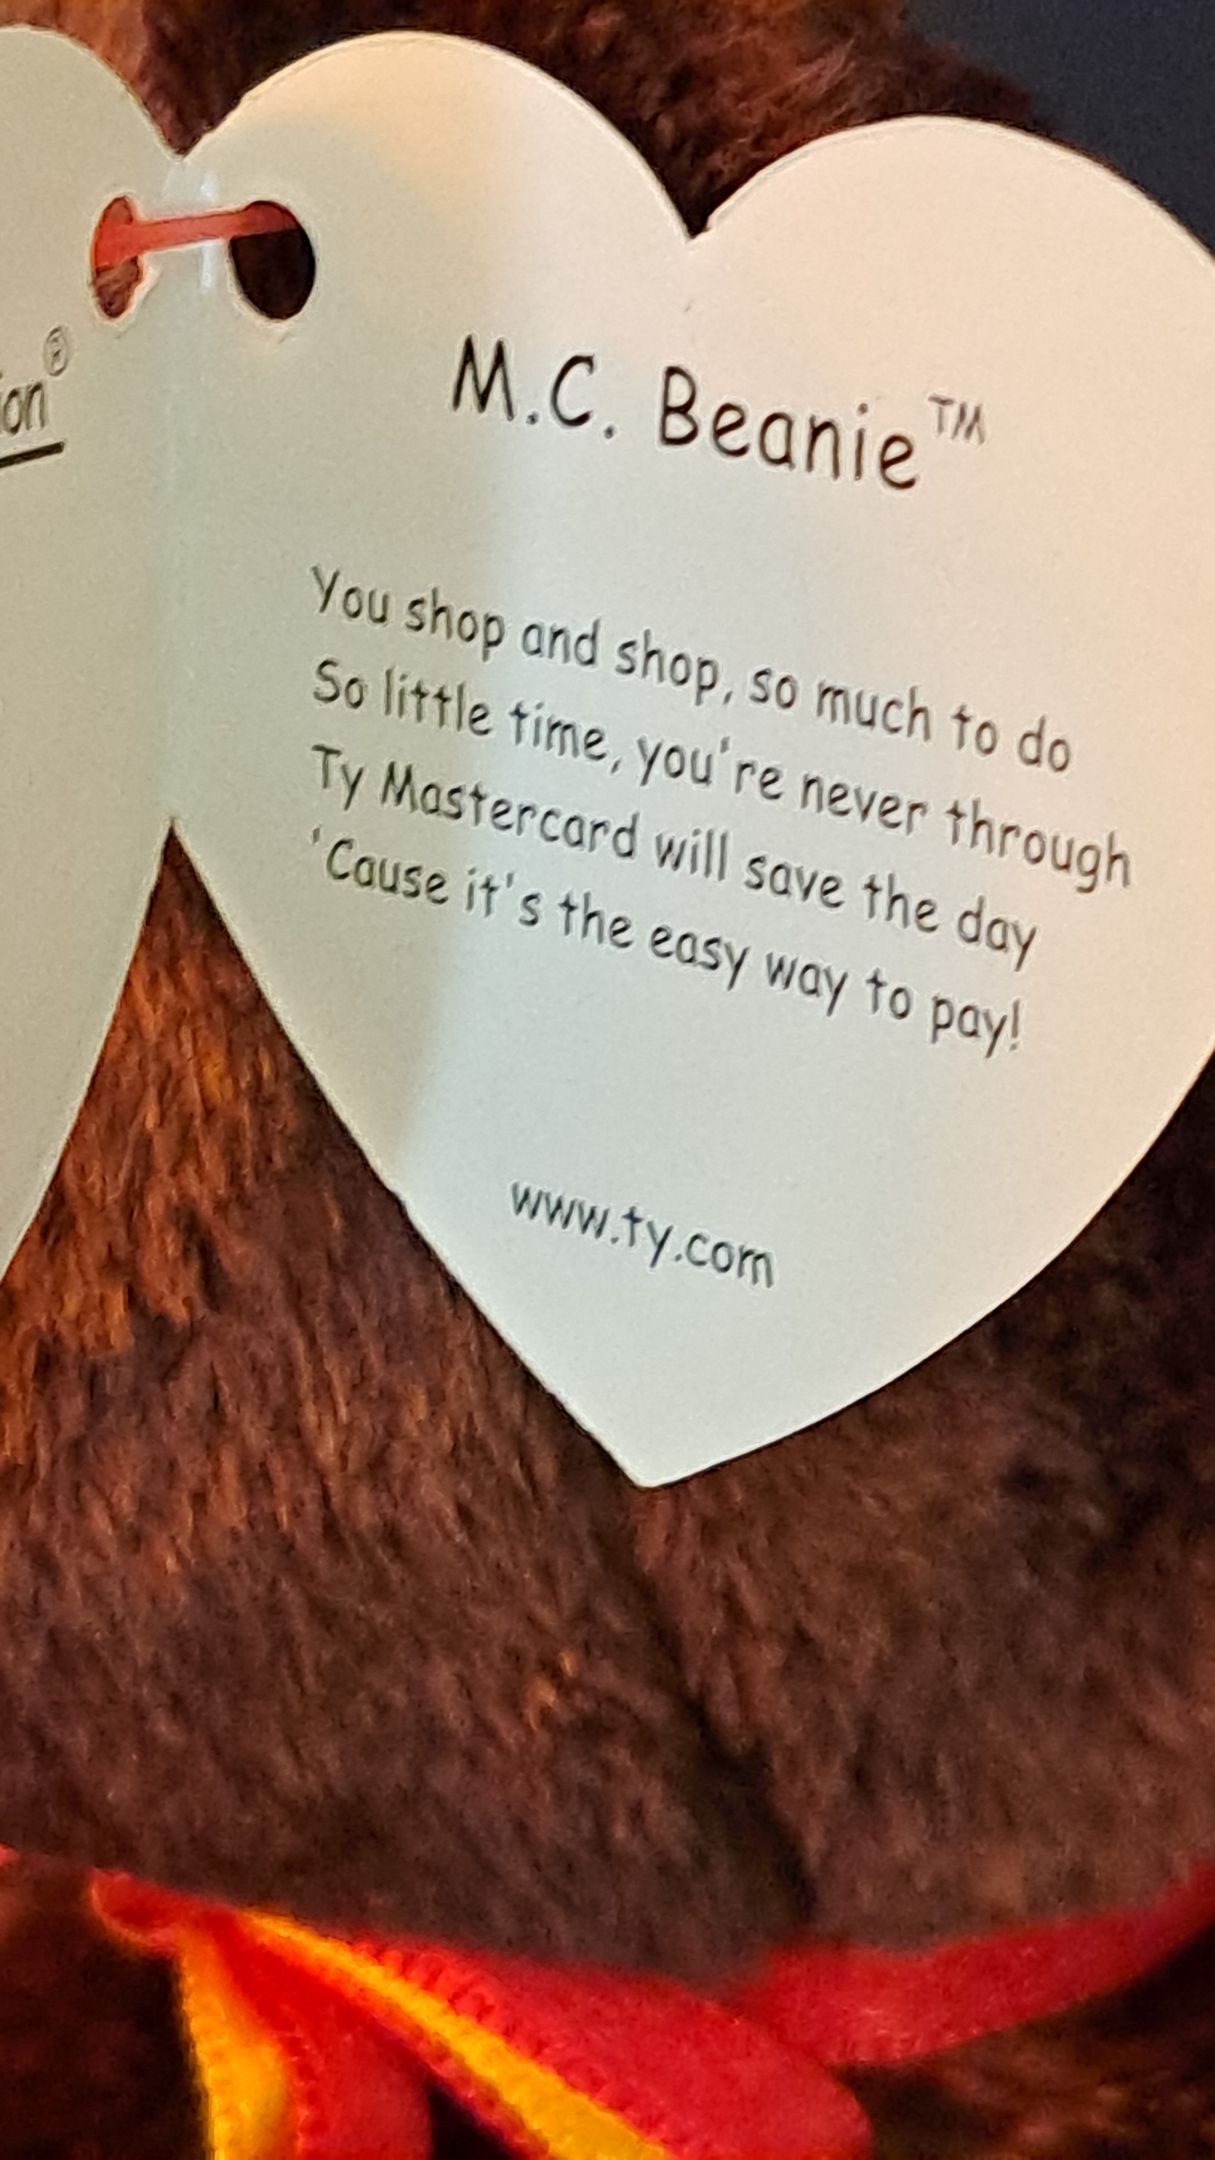 ion®
M.C. Beanie™
You shop and shop, so much to do
So little time, you're never through
Ty Mastercard will save the day
'Cause it's the easy way to pay!
www.ty.com